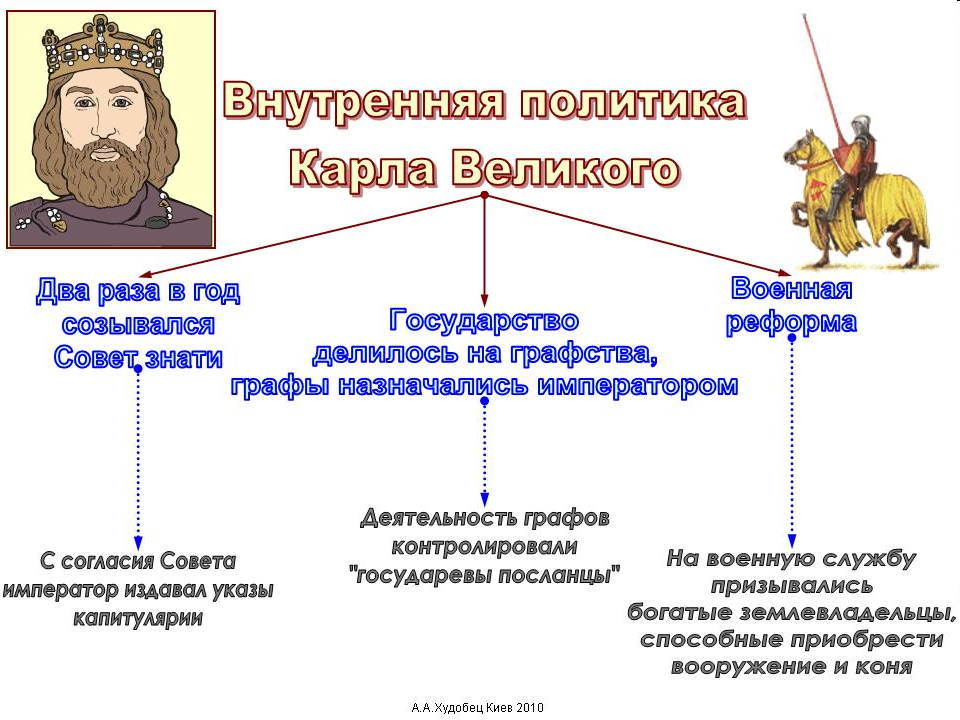 Внутренняя политика
Карла Великого
Два раза в год
созывался
Совет знати
Государство
делилось на графства,
графы назначались императором
Военная
реформа
С согласия Совета
император издавал указы
капитулярии
Деятельность графов
контролировали
"государевы посланцы"
На военную службу
призывались
богатые землевладельцы,
способные приобрести
вооружение и коня
А.А.Худобец Киев 2010